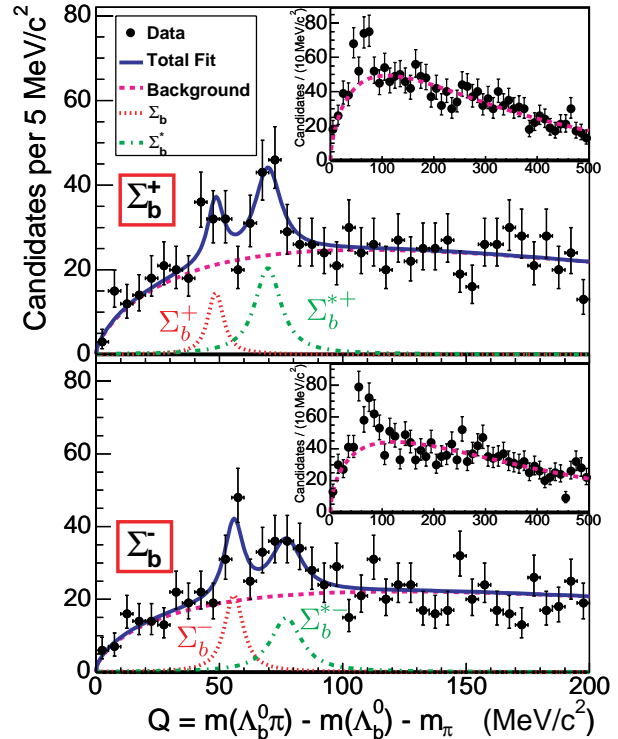 Candidates per 5 MeV/c²
80
60
40
20
0
Data
Total Fit
Background
Σb
Σb*
Σb+
Σb+
Σb*+
Candidates / (10 MeV/c²)
80
60
40
20
0
0 100 200 300 400 500
80
60
40
20
0
Σb-
Σb-
Σb*-
Candidates / (10 MeV/c²)
80
60
40
20
0
0 100 200 300 400 500
0 50 100 150 200
Q = m(Λb0π) - m(Λb0) - mπ (MeV/c²)